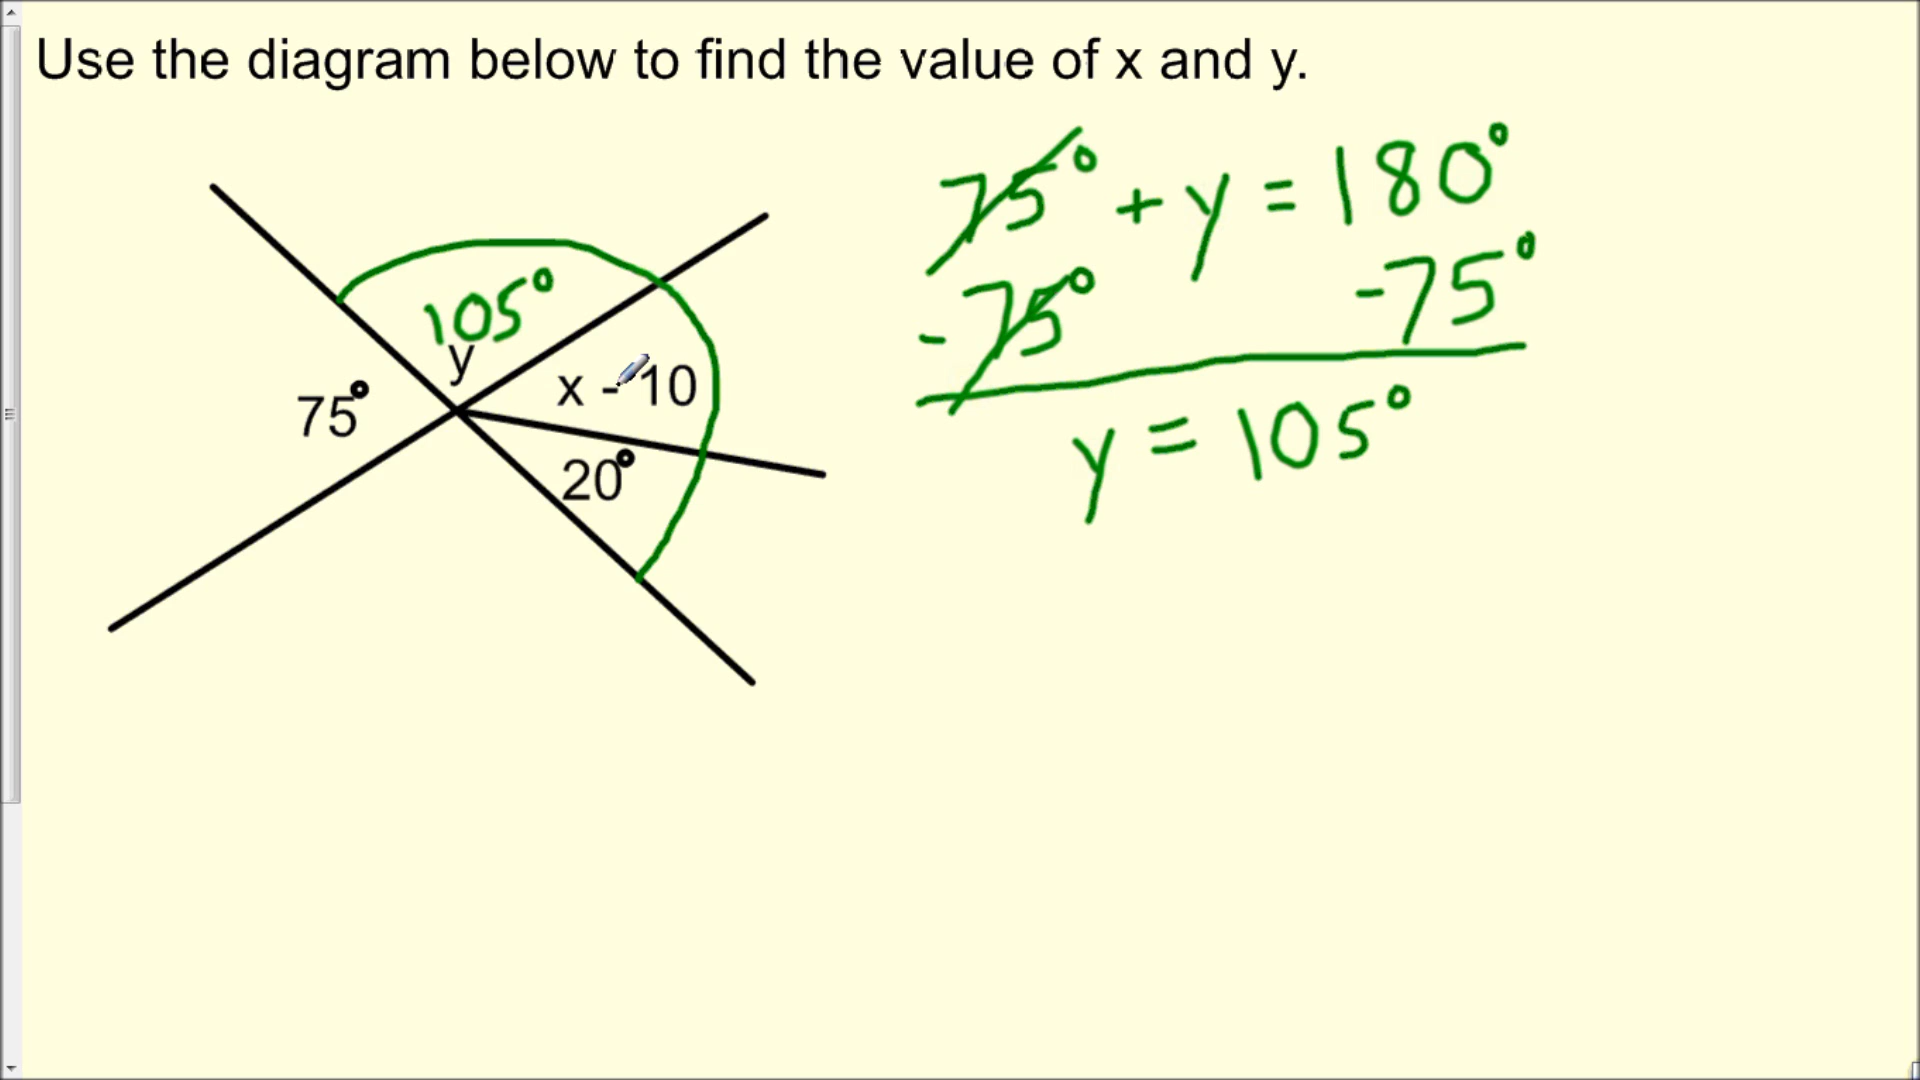 Use the diagram below to find the value of x and y.
75° + y = 180°
- 75° -75°
y = 105°
105°
y
75°
x - 10
20°